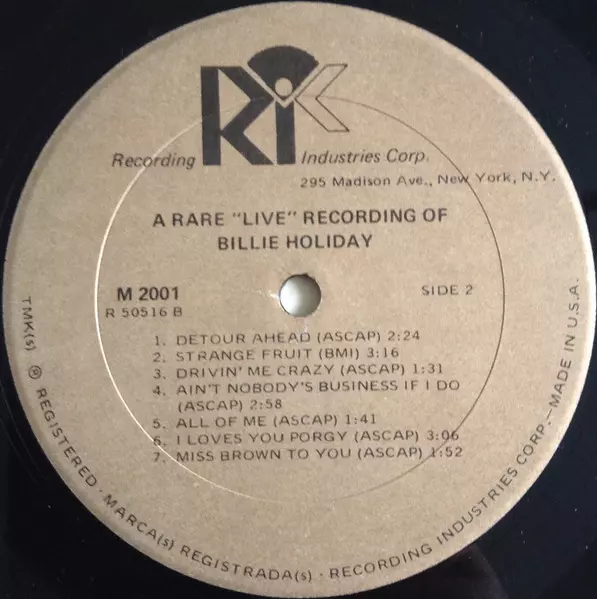 RIC
Recording Industries Corp.
295 Madison Ave., New York, N.Y.
A RARE "LIVE" RECORDING OF
BILLIE HOLIDAY
M 2001 SIDE 2
R 50516 B
1. DETOUR AHEAD (ASCAP) 2:24
2. STRANGE FRUIT (BMI) 3:16
3. DRIVIN' ME CRAZY (ASCAP) 1:31
4. AIN'T NOBODY'S BUSINESS IF I DO
(ASCAP) 2:58
5. ALL OF ME (ASCAP) 1:41
6. I LOVES YOU PORGY (ASCAP) 3:06
7. MISS BROWN TO YOU (ASCAP) 1:52
TMK(s) ® REGISTERED · MARCA(s) REGISTRADA(s) · RECORDING INDUSTRIES CORP.—MADE IN U.S.A.